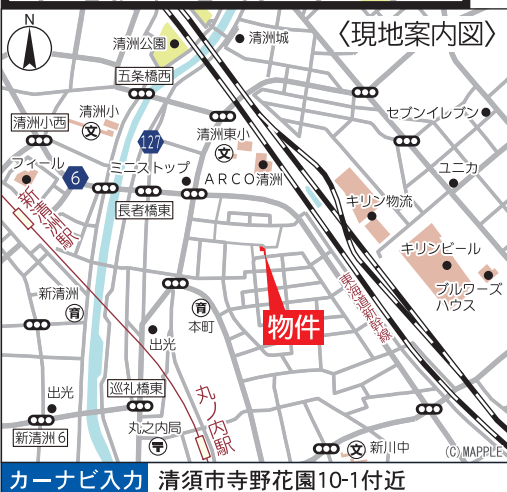 N
〈現地案内図〉
清洲公園
清洲城
五条橋西
清洲小
清洲小西
文
127
清洲東小
文
セブンイレブン
フィール
6
ミニストップ
ARCO清洲
ユニカ
長者橋東
キリン物流
新清洲駅
キリンビール
ブルワーズ
ハウス
東海道新幹線
新清洲
育
育
本町
物件
出光
出光
巡礼橋東
丸ノ内駅
新清洲6
丸之内局
〒
文
新川中
(C)MAPPLE
カーナビ入力 清須市寺野花園10-1付近